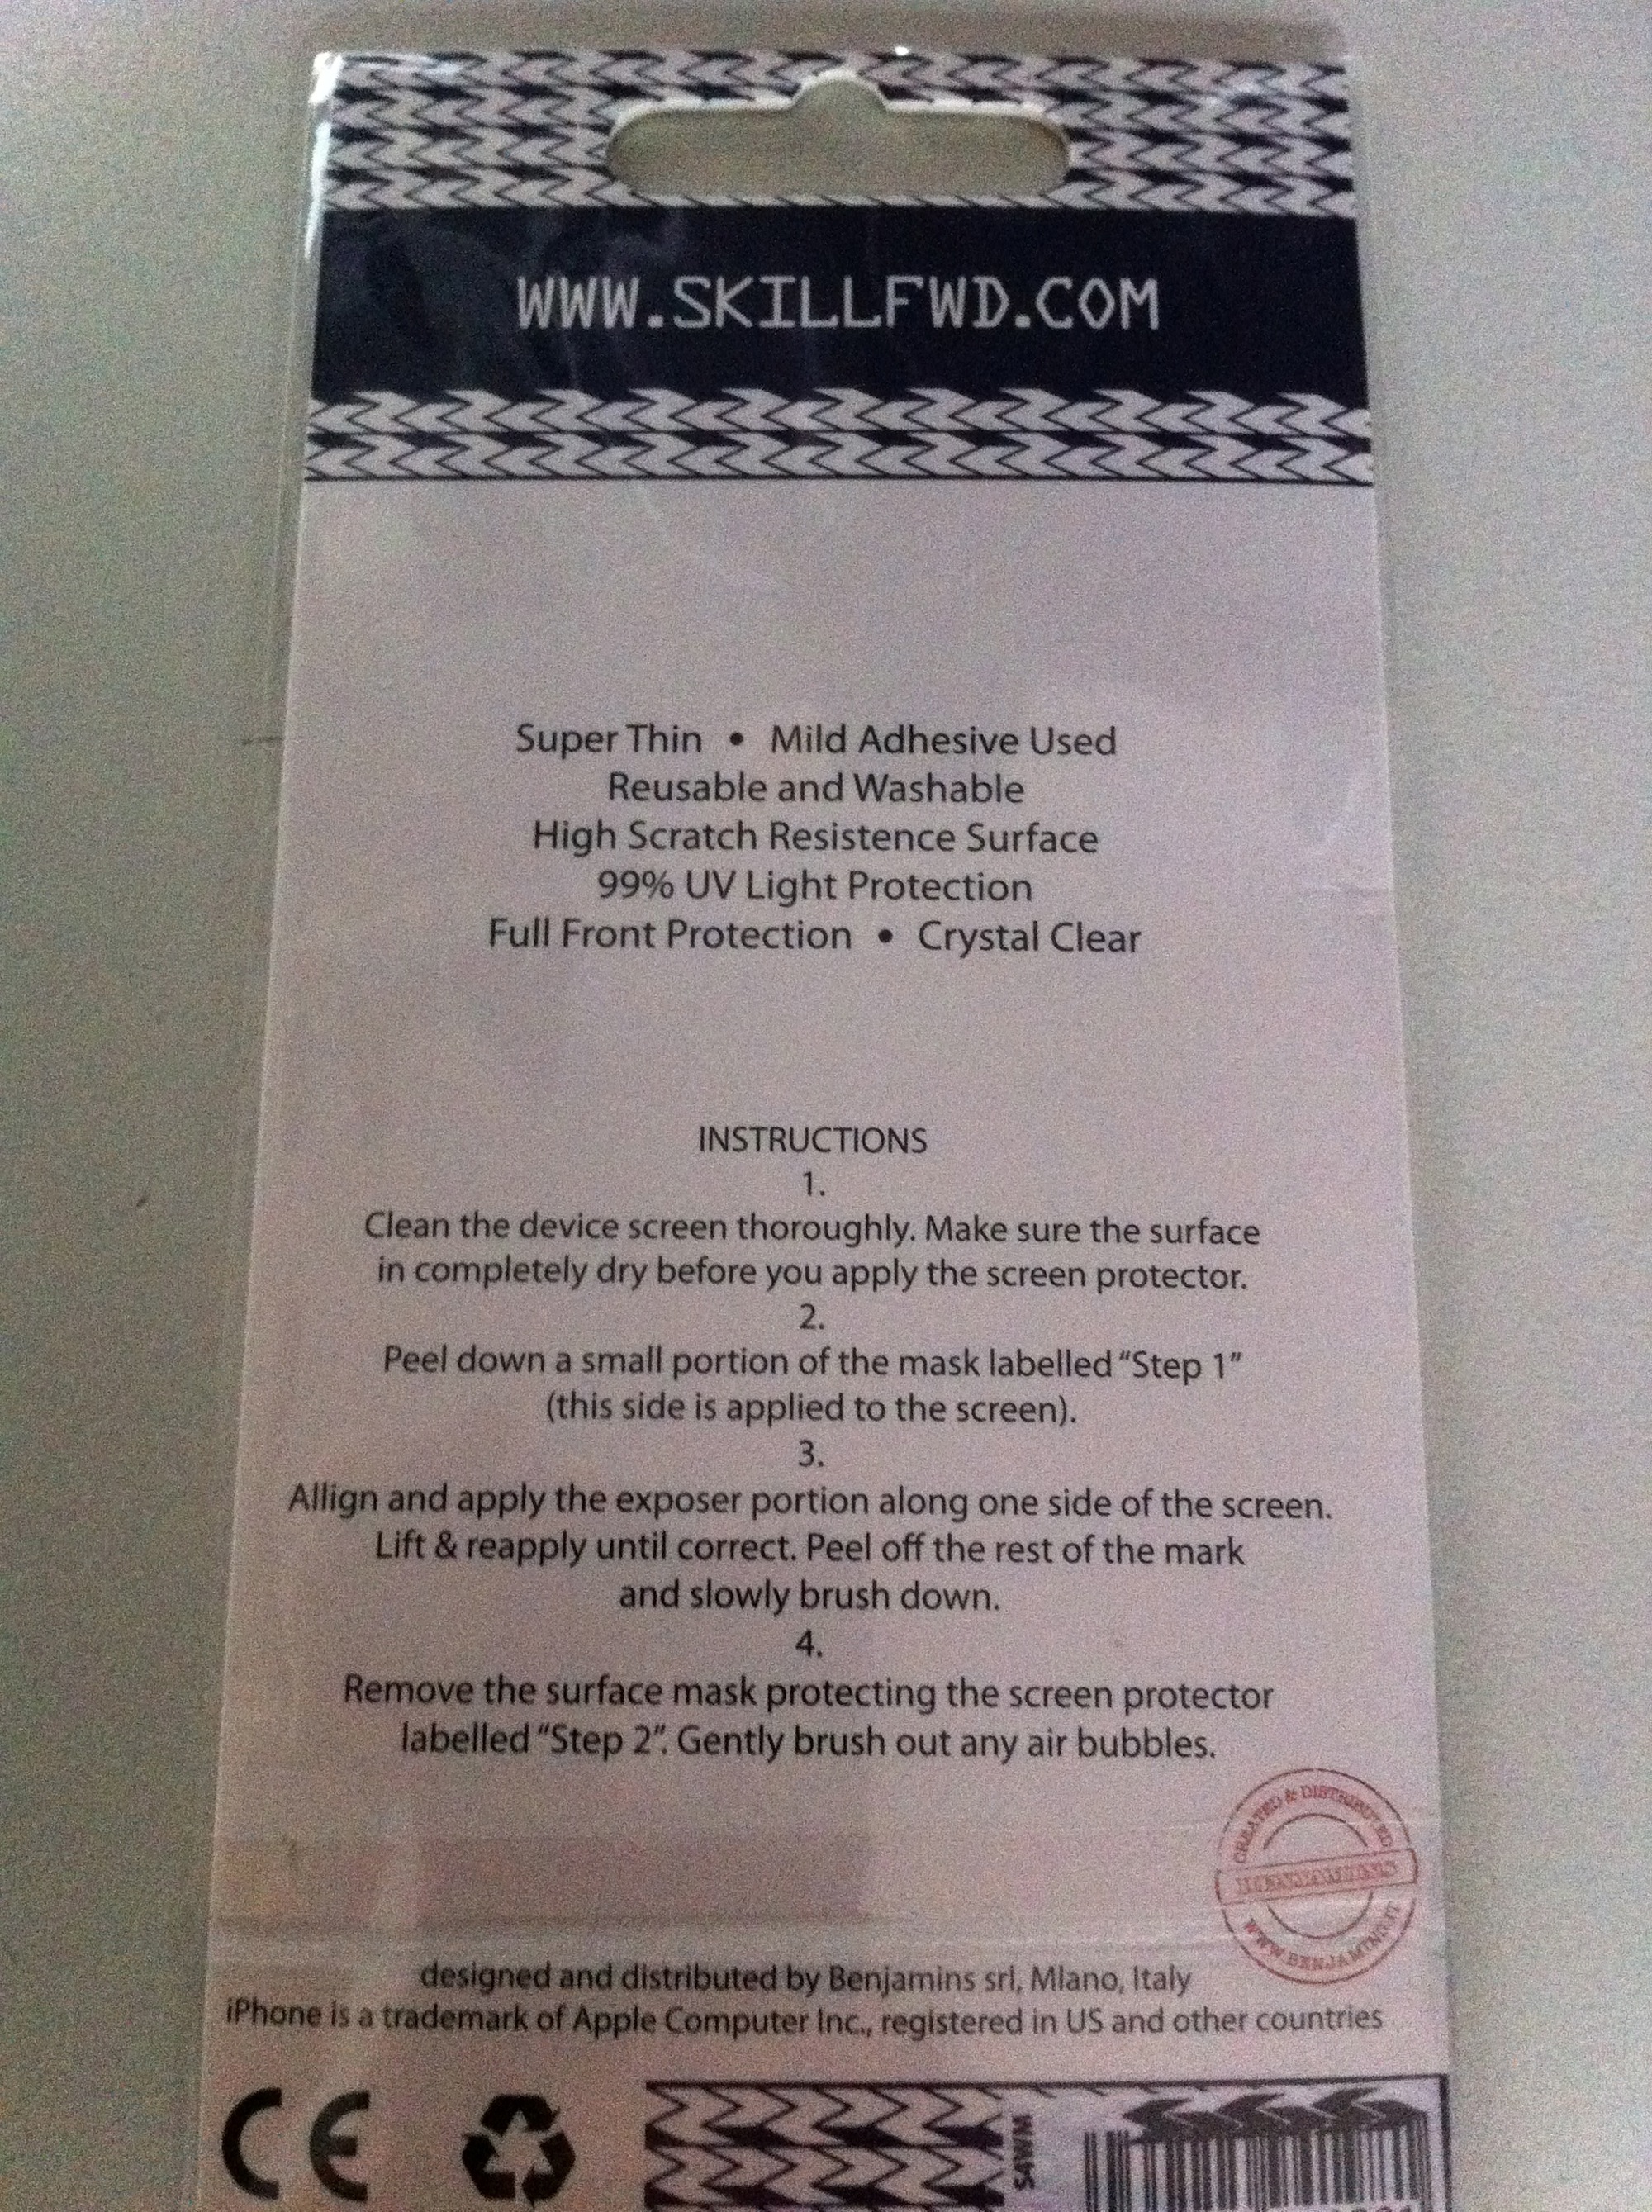 WWW.SKILLFWD.COM
Super Thin • Mild Adhesive Used
Reusable and Washable
High Scratch Resistence Surface
99% UV Light Protection
Full Front Protection • Crystal Clear
INSTRUCTIONS
1.
Clean the device screen thoroughly. Make sure the surface
in completely dry before you apply the screen protector.
2.
Peel down a small portion of the mask labelled “Step 1”
(this side is applied to the screen).
3.
Allign and apply the exposer portion along one side of the screen.
Lift & reapply until correct. Peel off the rest of the mark
and slowly brush down.
4.
Remove the surface mask protecting the screen protector
labelled “Step 2”. Gently brush out any air bubbles.
CREATED & DISTRIBUTED
WWW.BENJAMINS.IT
designed and distributed by Benjamins srl, Mlano, Italy
iPhone is a trademark of Apple Computer Inc., registered in US and other countries
CE
S4WM